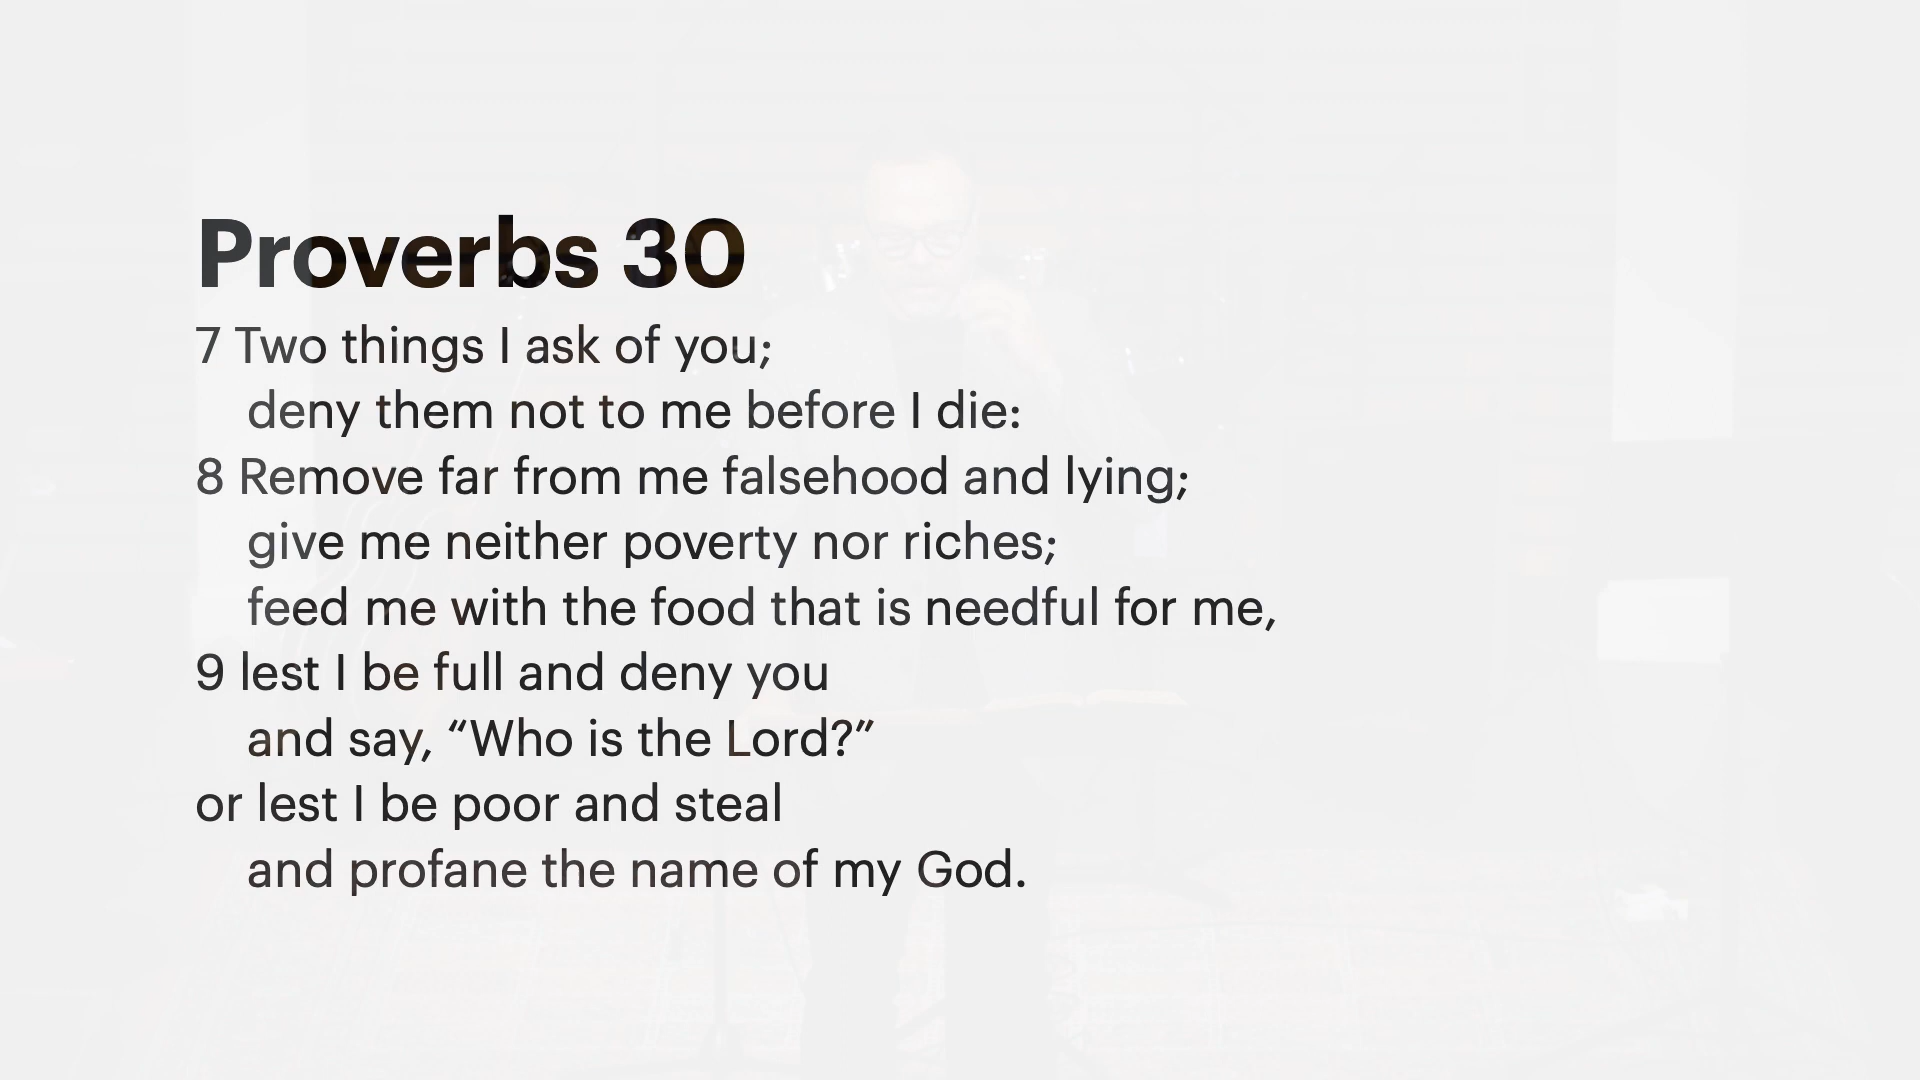 Proverbs 30
7 Two things I ask of you;
deny them not to me before I die:
8 Remove far from me falsehood and lying;
give me neither poverty nor riches;
feed me with the food that is needful for me,
9 lest I be full and deny you
and say, “Who is the Lord?”
or lest I be poor and steal
and profane the name of my God.